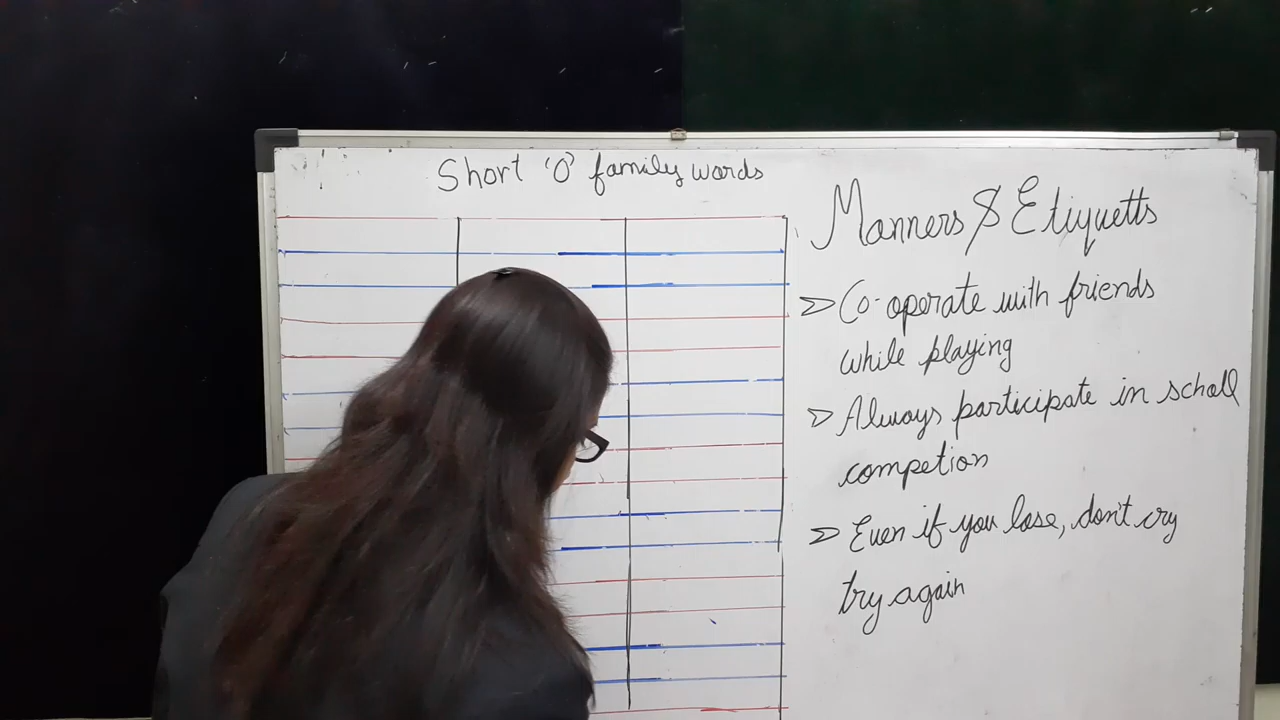 Short 'O' family words
Manners & Etiquetts
Co-operate with friends
while playing
Always participate in scholl
competion
Even if you lose, don't cry
try again